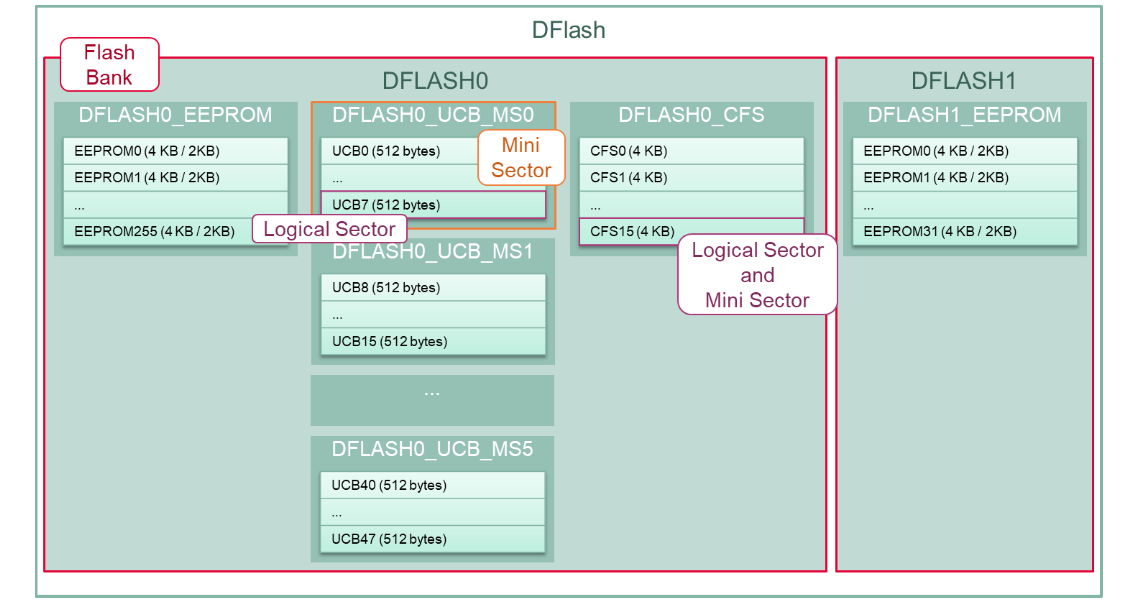 DFlash
Flash
Bank
DFLASH0
DFLASH0_EEPROM
EEPROM0 (4 KB / 2KB)
EEPROM1 (4 KB / 2KB)
...
EEPROM255 (4 KB / 2KB)
Logical Sector
DFLASH0_UCB_MS0
Mini
Sector
UCB0 (512 bytes)
...
UCB7 (512 bytes)
DFLASH0_UCB_MS1
UCB8 (512 bytes)
...
UCB15 (512 bytes)
...
DFLASH0_UCB_MS5
UCB40 (512 bytes)
...
UCB47 (512 bytes)
DFLASH0_CFS
CFS0 (4 KB)
CFS1 (4 KB)
...
CFS15 (4 KB)
Logical Sector
and
Mini Sector
DFLASH1
DFLASH1_EEPROM
EEPROM0 (4 KB / 2KB)
EEPROM1 (4 KB / 2KB)
...
EEPROM31 (4 KB / 2KB)